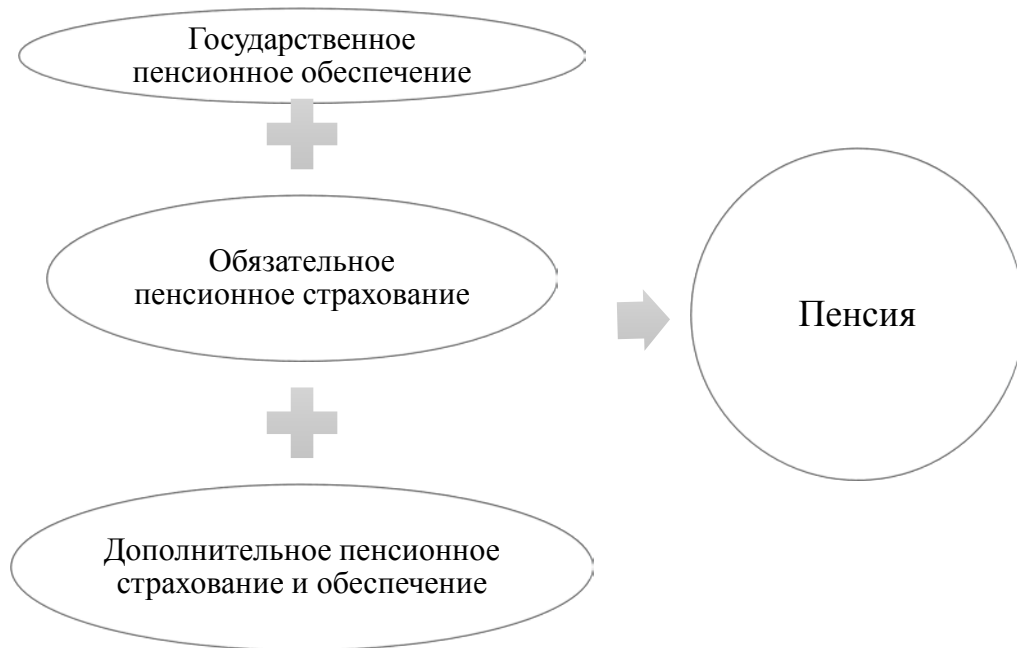 Государственное
пенсионное обеспечение
Обязательное
пенсионное страхование
Пенсия
Дополнительное пенсионное
страхование и обеспечение